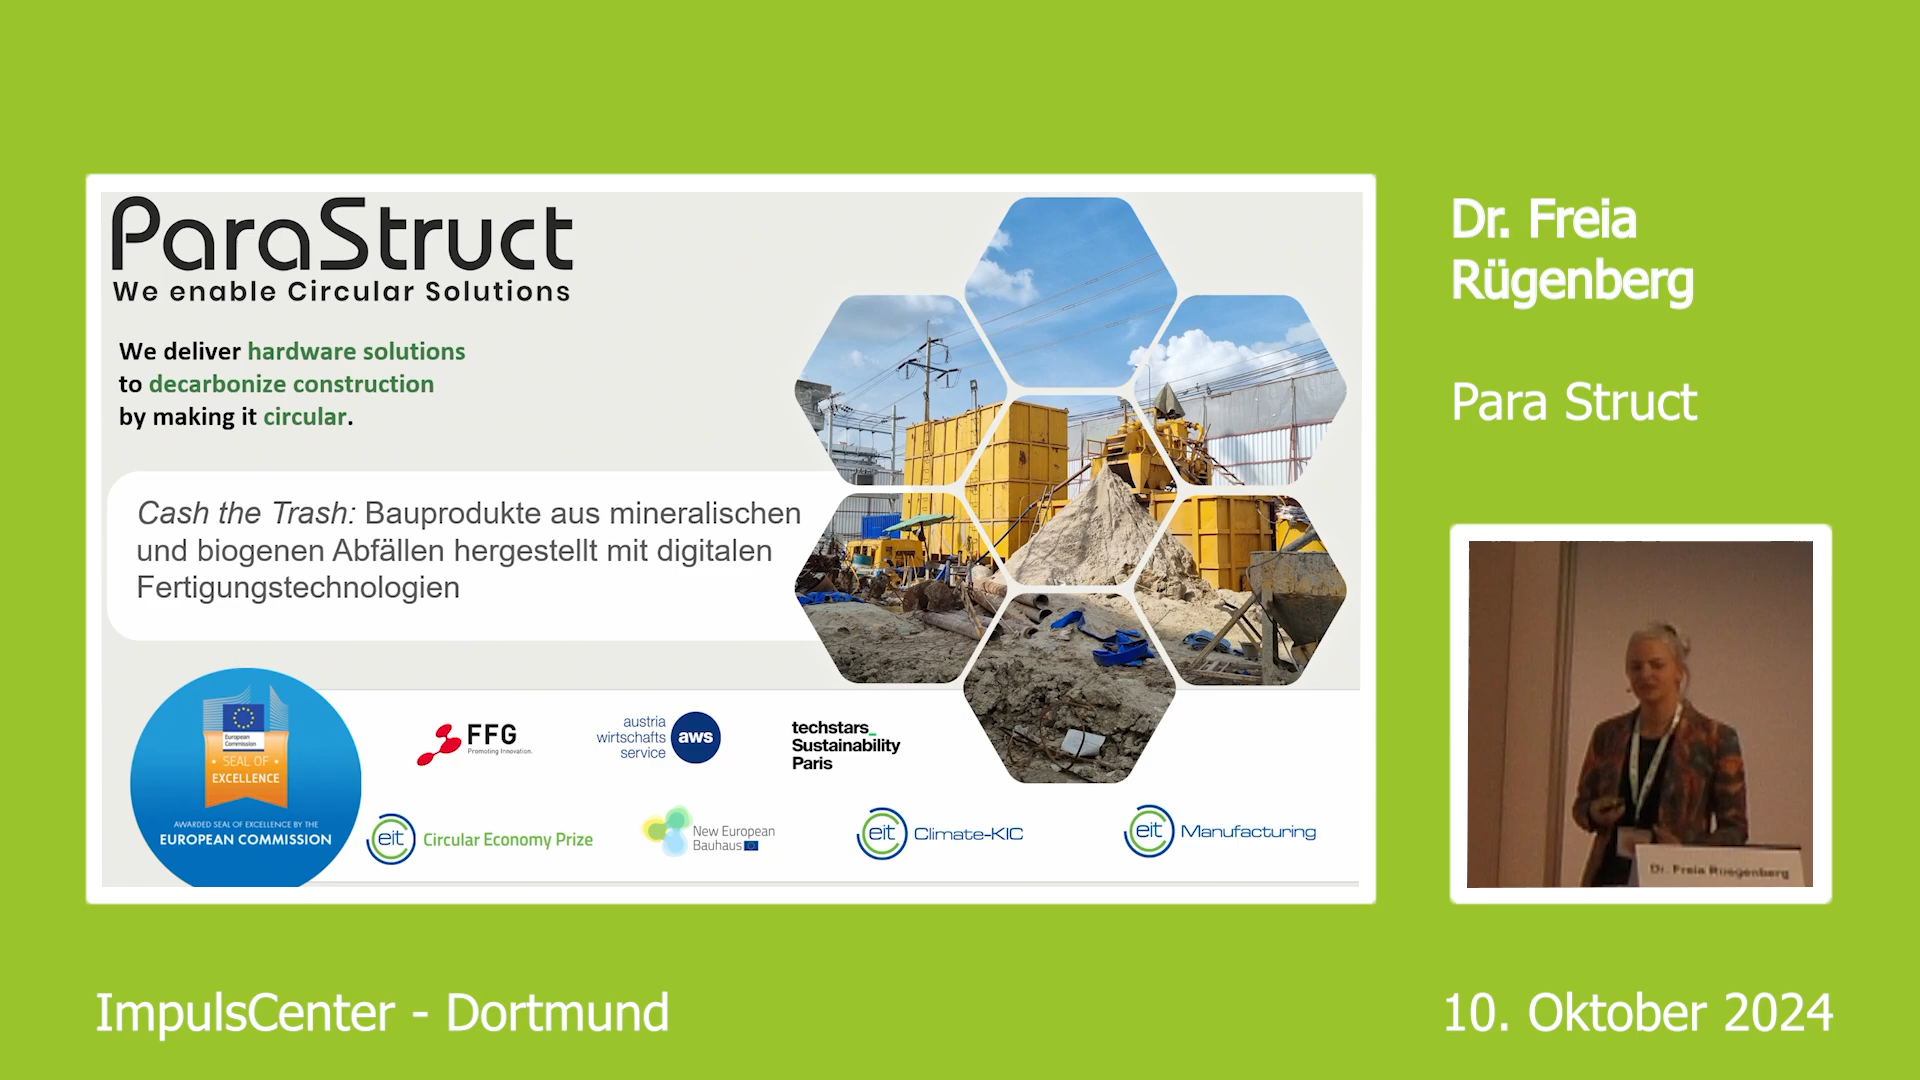 ParaStruct
We enable Circular Solutions
We deliver hardware solutions
to decarbonize construction
by making it circular.
Cash the Trash: Bauprodukte aus mineralischen
und biogenen Abfällen hergestellt mit digitalen
Fertigungstechnologien
European
Commission
SEAL OF
EXCELLENCE
AWARDED SEAL OF EXCELLENCE BY THE
EUROPEAN COMMISSION
FFG
Promoting Innovation.
austria
wirtschafts
service
aws
techstars_
Sustainability
Paris
eit Circular Economy Prize
New European
Bauhaus
eit Climate-KIC
eit Manufacturing
Dr. Freia
Rügenberg
Para Struct
Dr. Freia Rüegenberg
ImpulsCenter - Dortmund
10. Oktober 2024